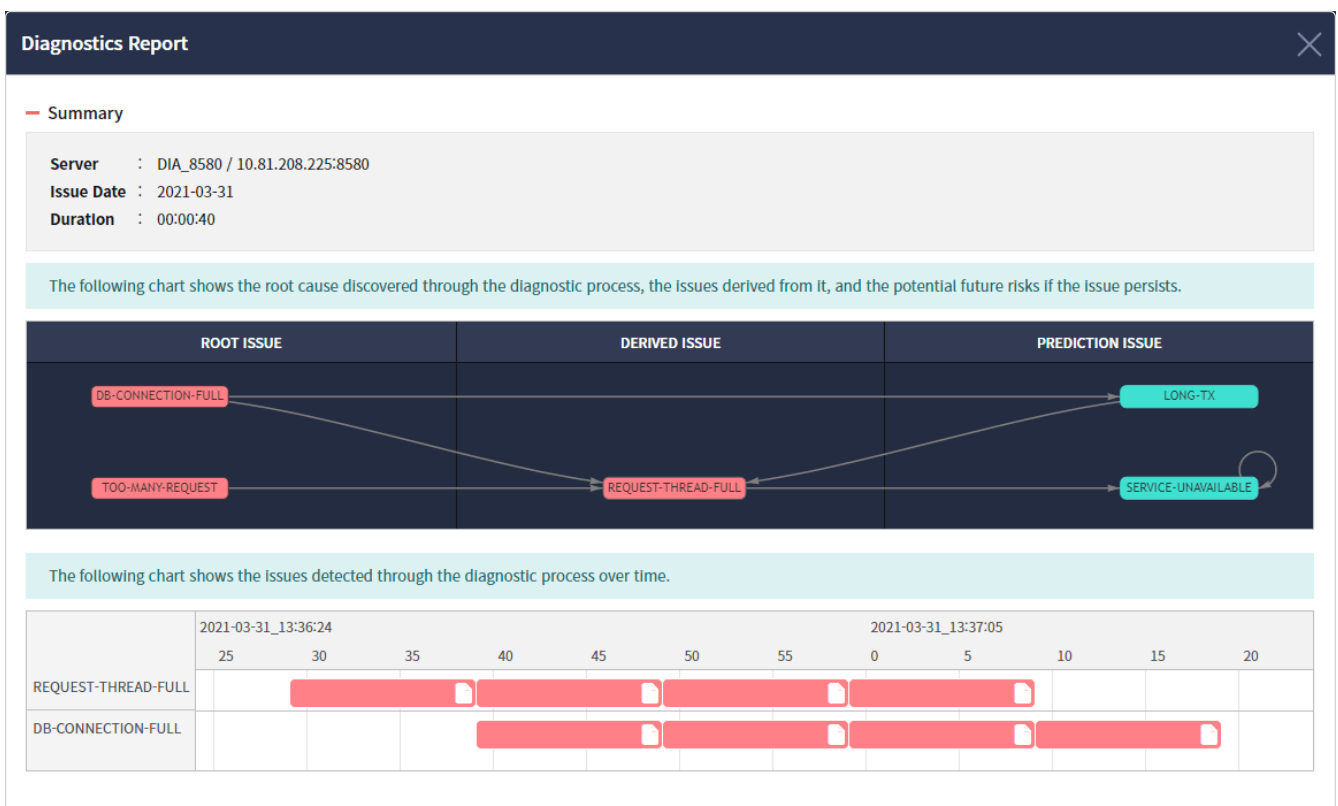 Diagnostics Report
Summary
Server : DIA_8580 / 10.81.208.225:8580
Issue Date : 2021-03-31
Duration : 00:00:40
The following chart shows the root cause discovered through the diagnostic process, the issues derived from it, and the potential future risks if the issue persists.
ROOT ISSUE DERIVED ISSUE PREDICTION ISSUE
DB-CONNECTION-FULL LONG-TX
TOO-MANY-REQUEST REQUEST-THREAD-FULL SERVICE-UNAVAILABLE
The following chart shows the issues detected through the diagnostic process over time.
2021-03-31_13:36:24 2021-03-31_13:37:05
25 30 35 40 45 50 55 0 5 10 15 20
REQUEST-THREAD-FULL
DB-CONNECTION-FULL